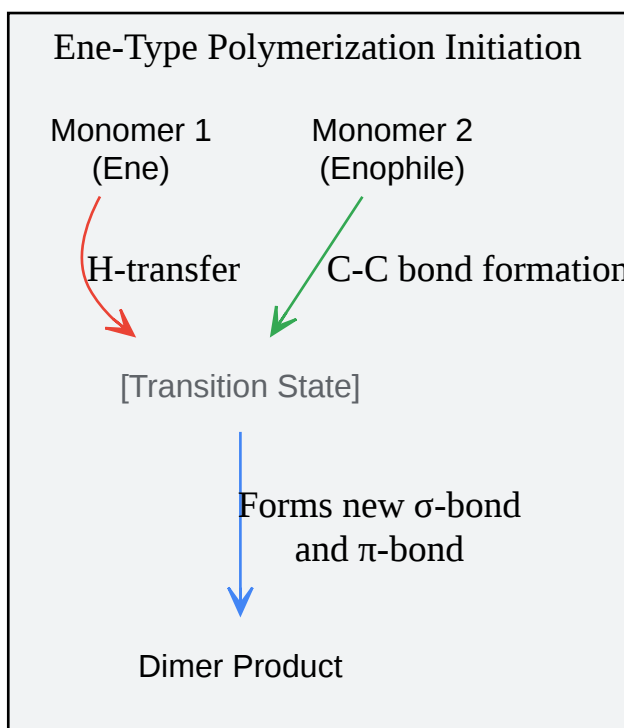 Ene-Type Polymerization Initiation
Monomer 1
(Ene)
Monomer 2
(Enophile)
H-transfer
C-C bond formation
[Transition State]
Forms new σ-bond
and π-bond
Dimer Product